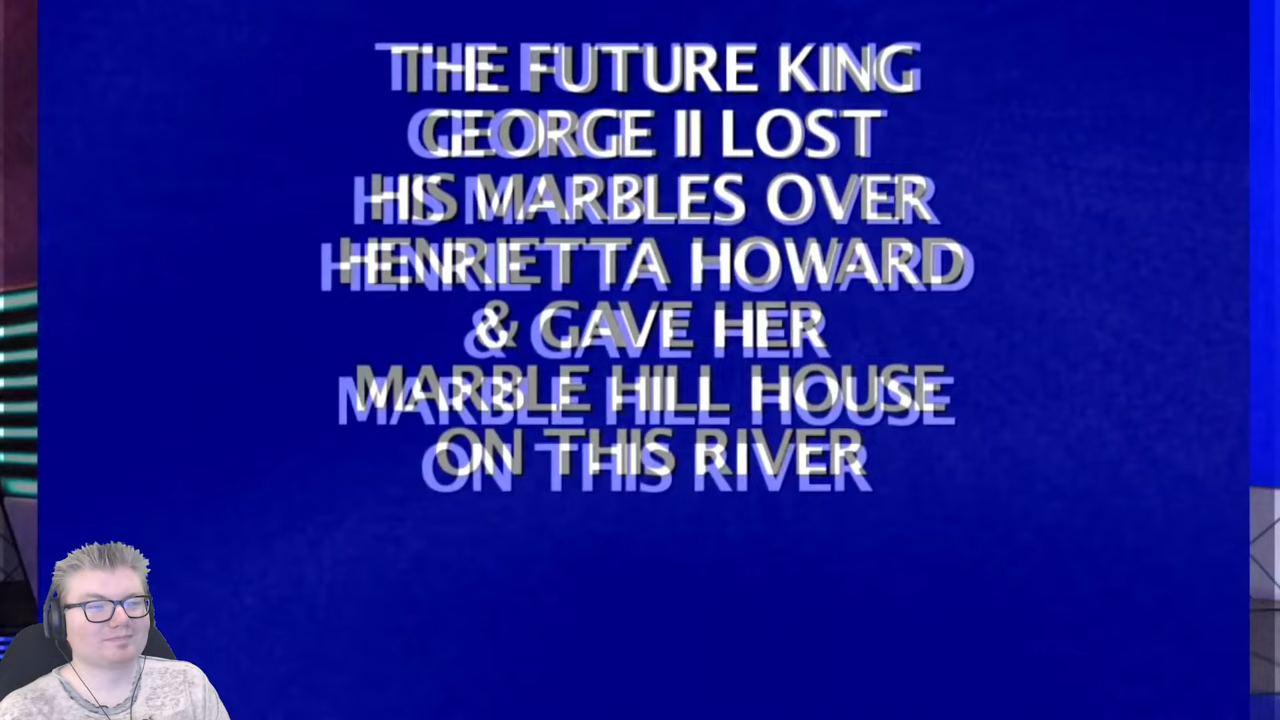 THE FUTURE KING
GEORGE II LOST
HIS MARBLES OVER
HENRIETTA HOWARD
& GAVE HER
MARBLE HILL HOUSE
ON THIS RIVER